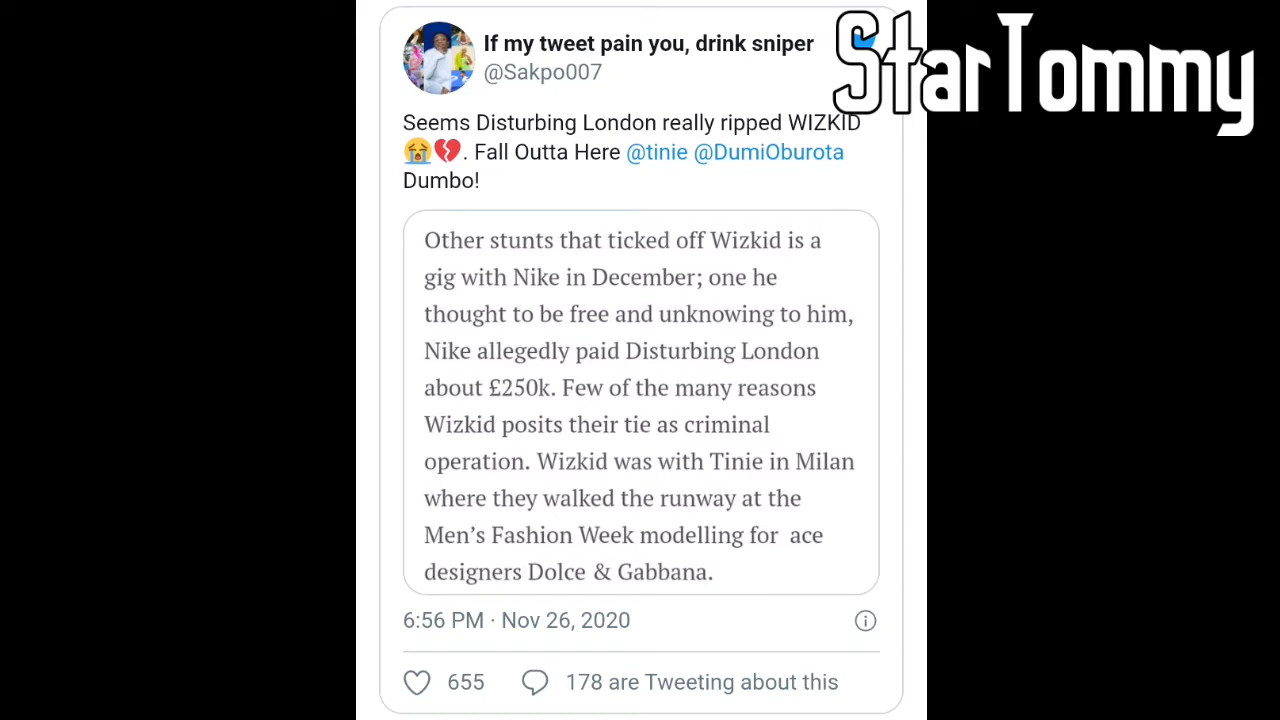 If my tweet pain you, drink sniper
@Sakpo007
StarTommy
Seems Disturbing London really ripped WIZKID
😭💔. Fall Outta Here @tinie @DumiOburota
Dumbo!
Other stunts that ticked off Wizkid is a
gig with Nike in December; one he
thought to be free and unknowing to him,
Nike allegedly paid Disturbing London
about £250k. Few of the many reasons
Wizkid posits their tie as criminal
operation. Wizkid was with Tinie in Milan
where they walked the runway at the
Men’s Fashion Week modelling for ace
designers Dolce & Gabbana.
6:56 PM · Nov 26, 2020
655
178 are Tweeting about this